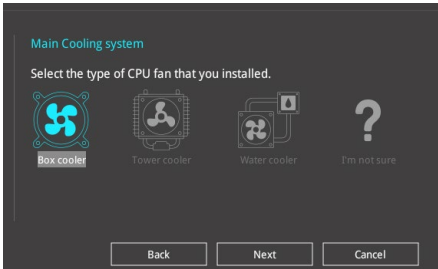 Main Cooling system
Select the type of CPU fan that you installed.
Box cooler Tower cooler Water cooler I'm not sure
Back Next Cancel